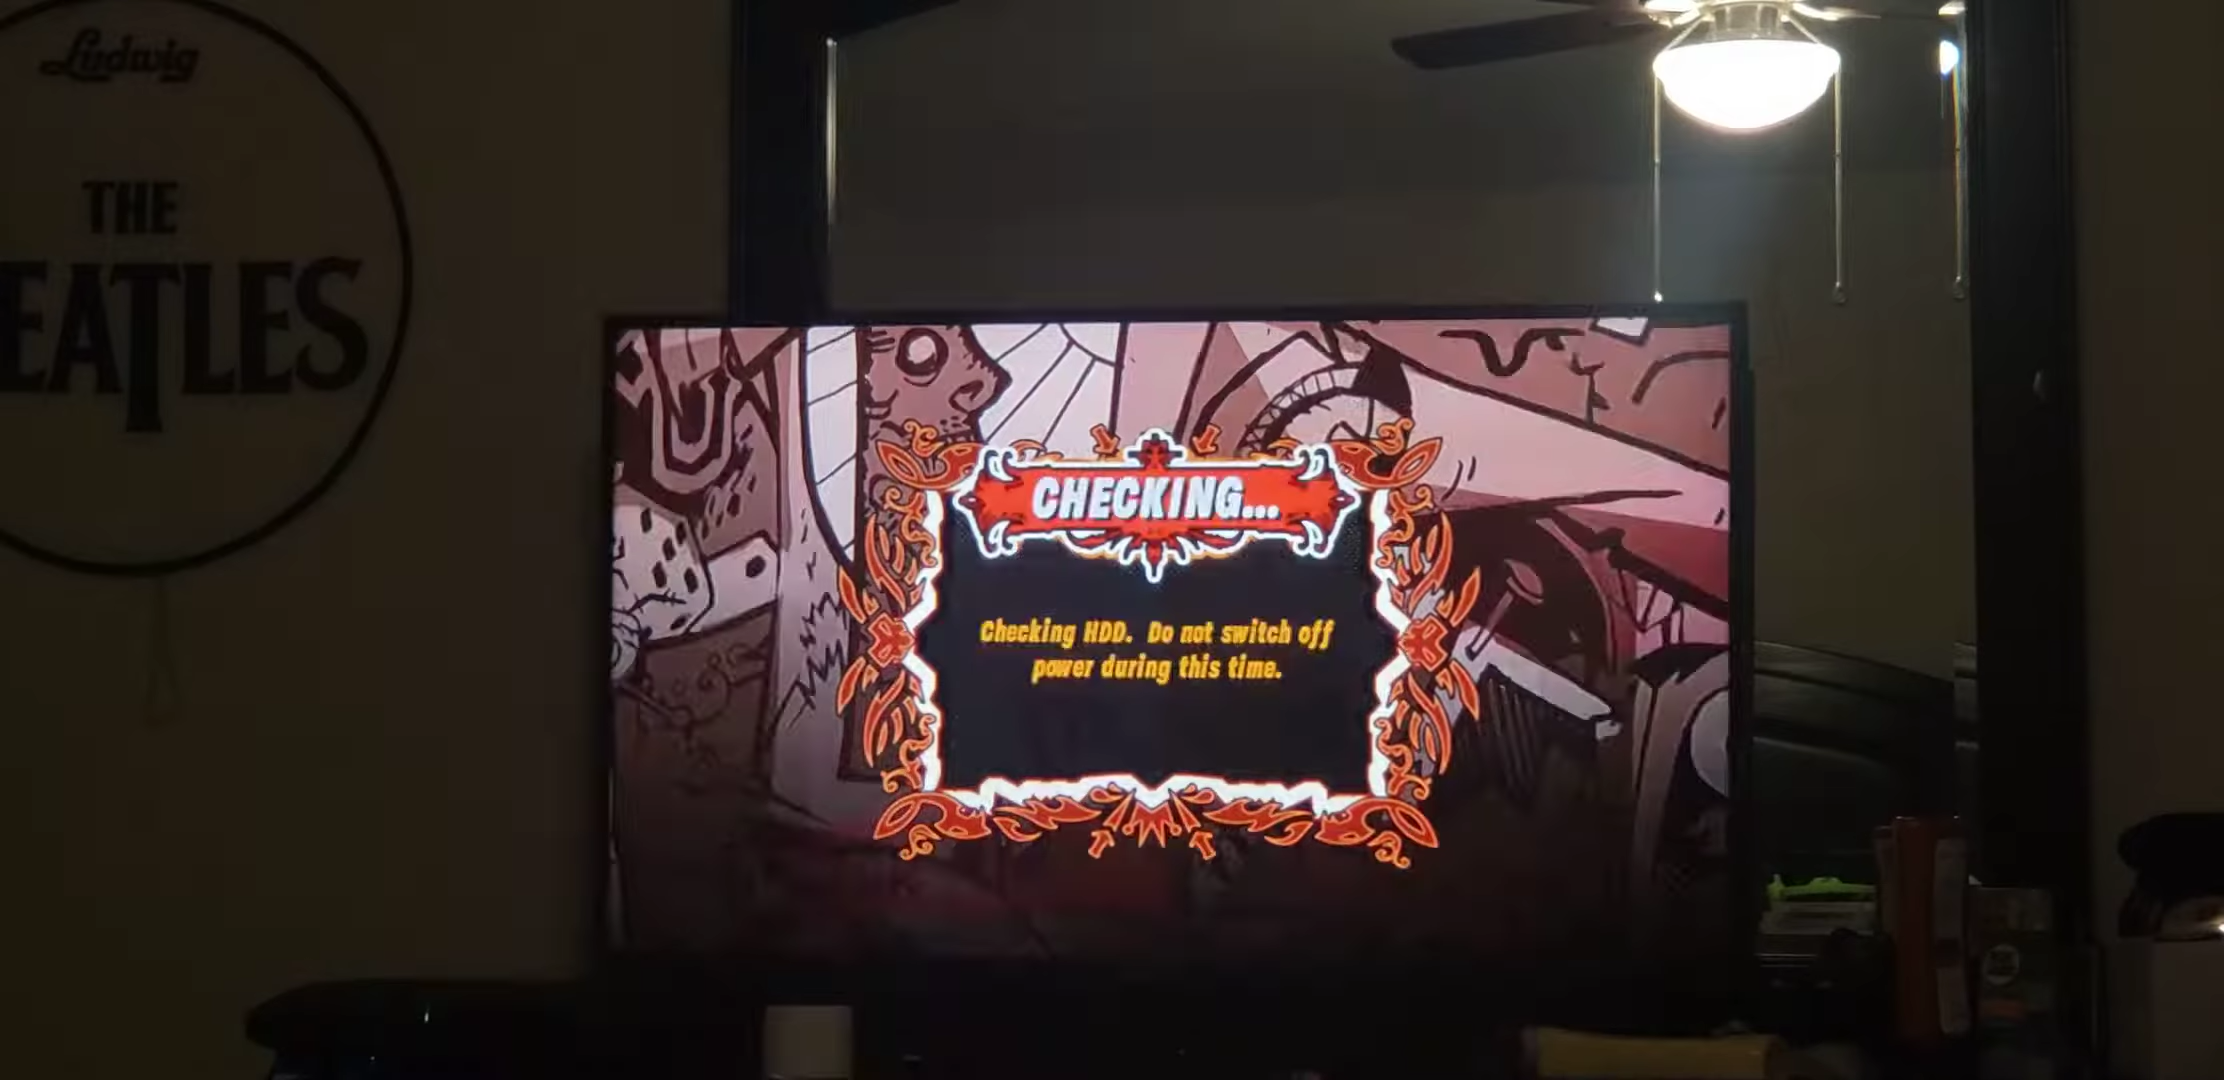 Ludwig
THE
EATLES
CHECKING...
Checking HDD. Do not switch off
power during this time.